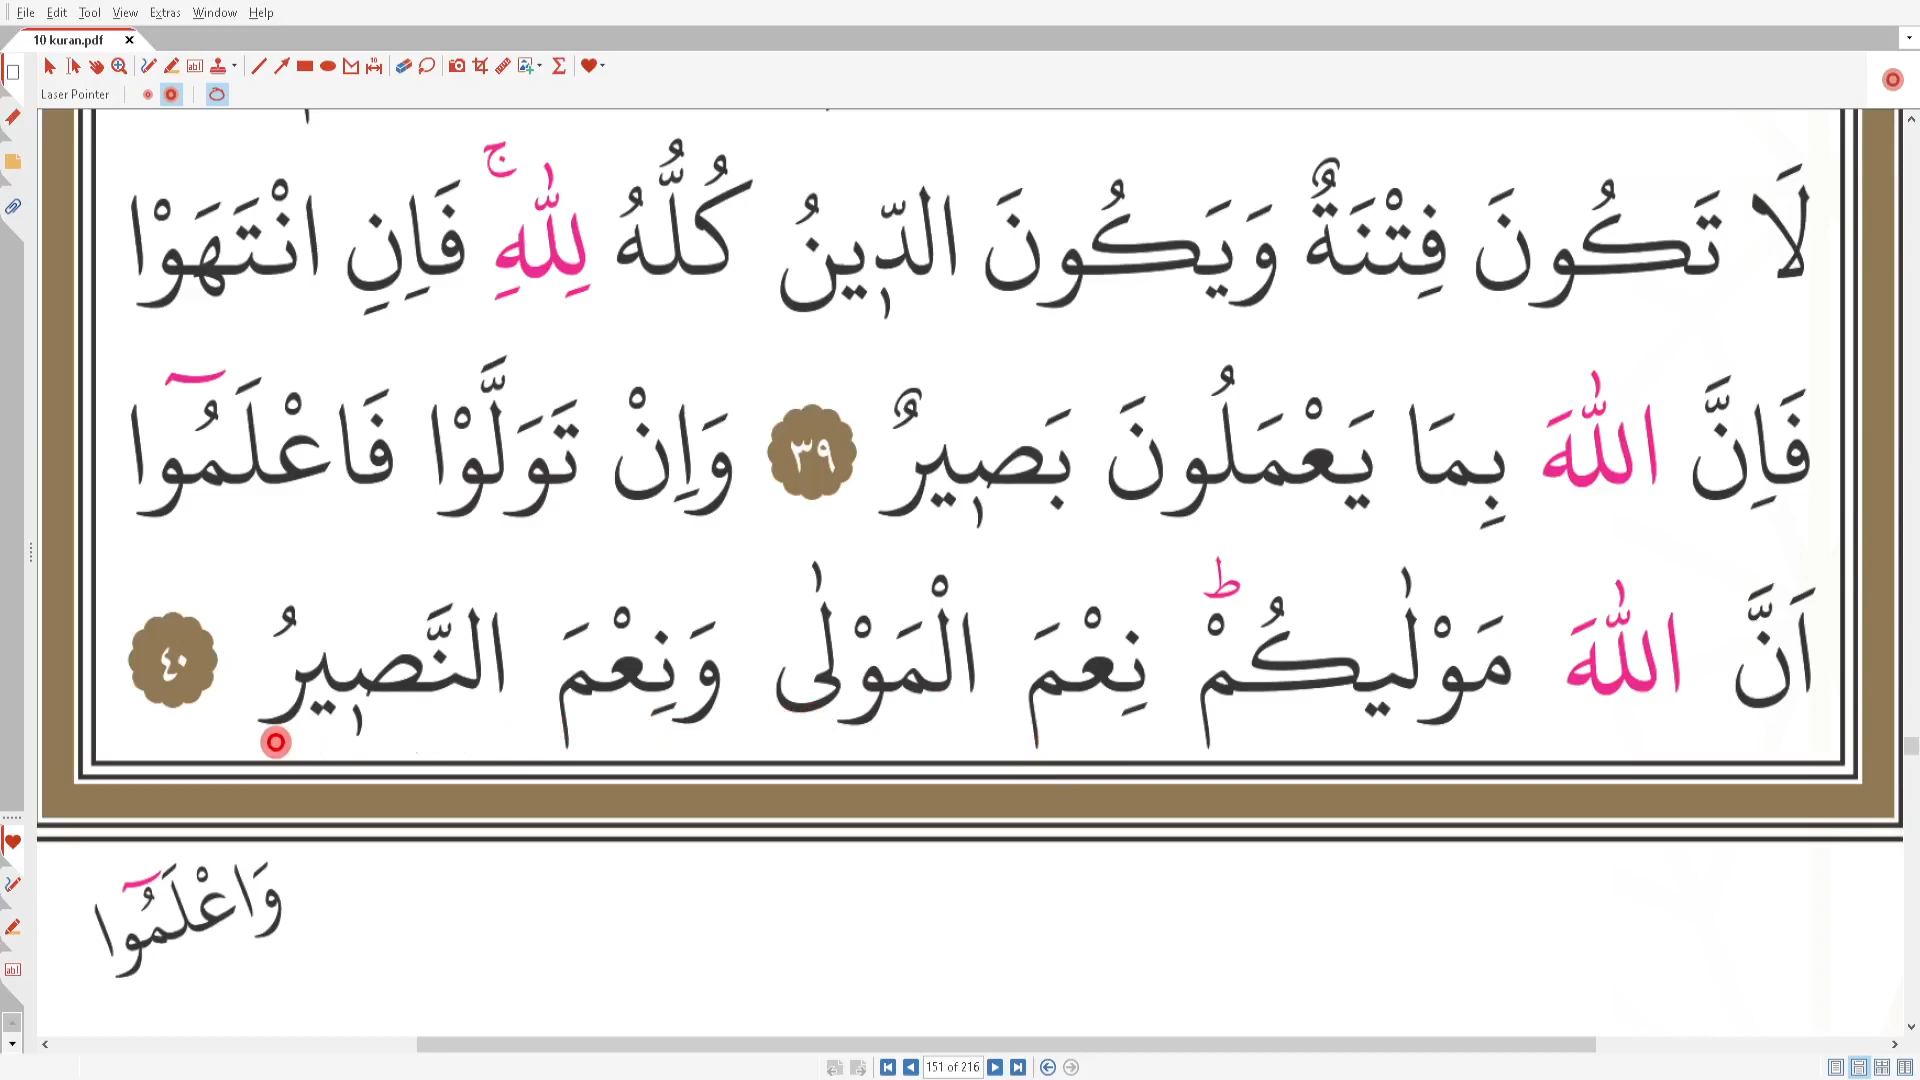 File Edit Tool View Extras Window Help
10 kuran.pdf
Laser Pointer
لَا تَكُونَ فِتْنَةٌ وَيَكُونَ الدّ۪ينُ كُلُّهُ لِلّٰهِۚ فَاِنِ انْتَهَوْا
فَاِنَّ اللّٰهَ بِمَا يَعْمَلُونَ بَص۪يرٌ ٣٩ وَاِنْ تَوَلَّوْا فَاعْلَمُٓوا
اَنَّ اللّٰهَ مَوْلٰيكُمْۜ نِعْمَ الْمَوْلٰى وَنِعْمَ النَّص۪يرُ ٤٠
وَاعْلَمُٓوا
151 of 216